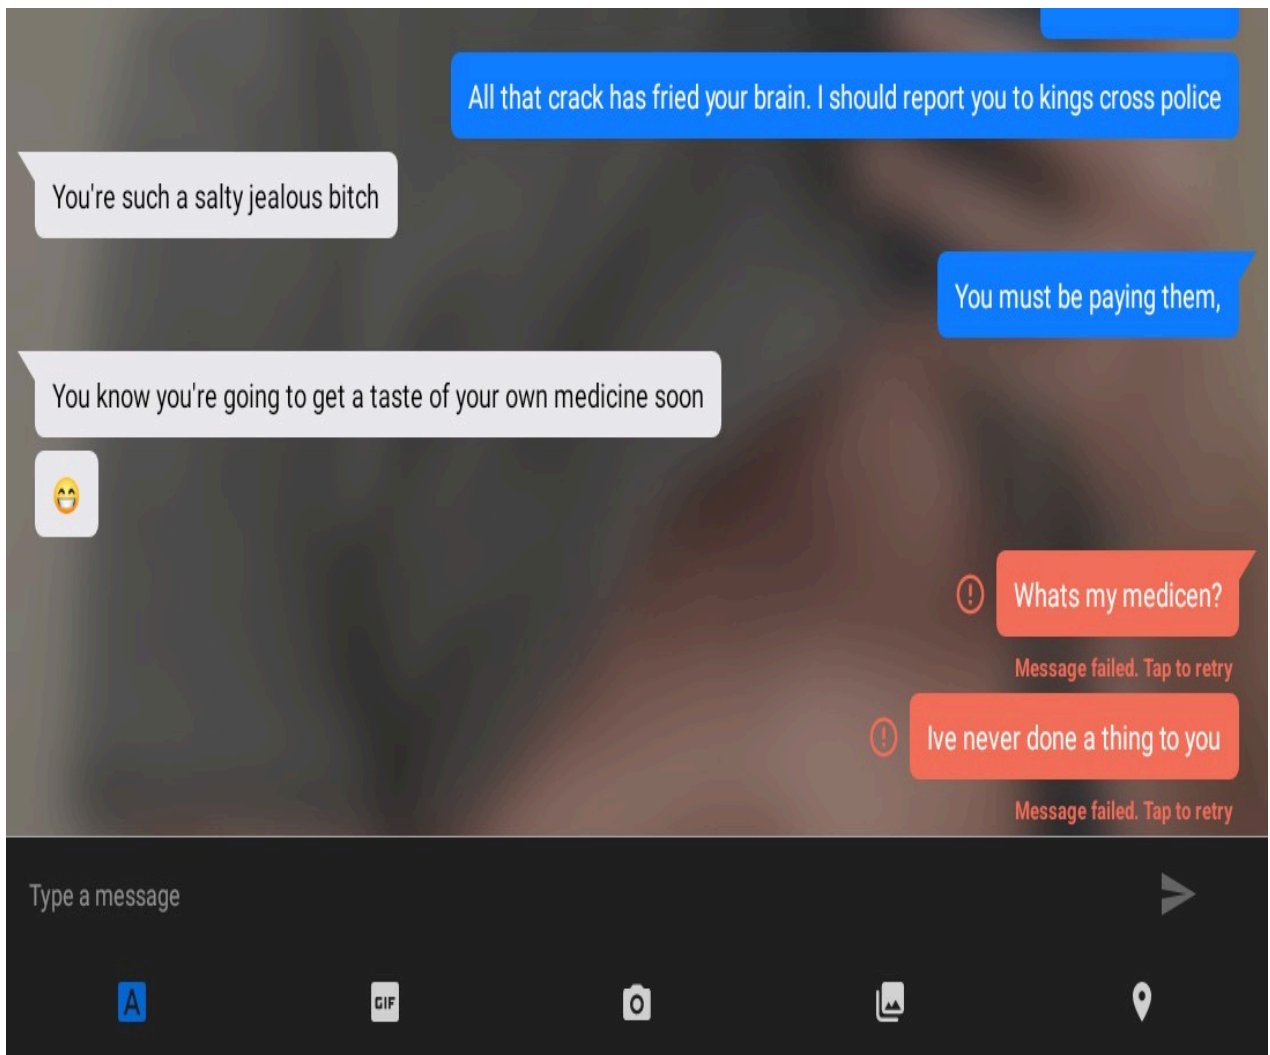 All that crack has fried your brain. I should report you to kings cross police
You're such a salty jealous bitch
You must be paying them,
You know you're going to get a taste of your own medicine soon
😁
Whats my medicen?
Message failed. Tap to retry
Ive never done a thing to you
Message failed. Tap to retry
Type a message
A
GIF